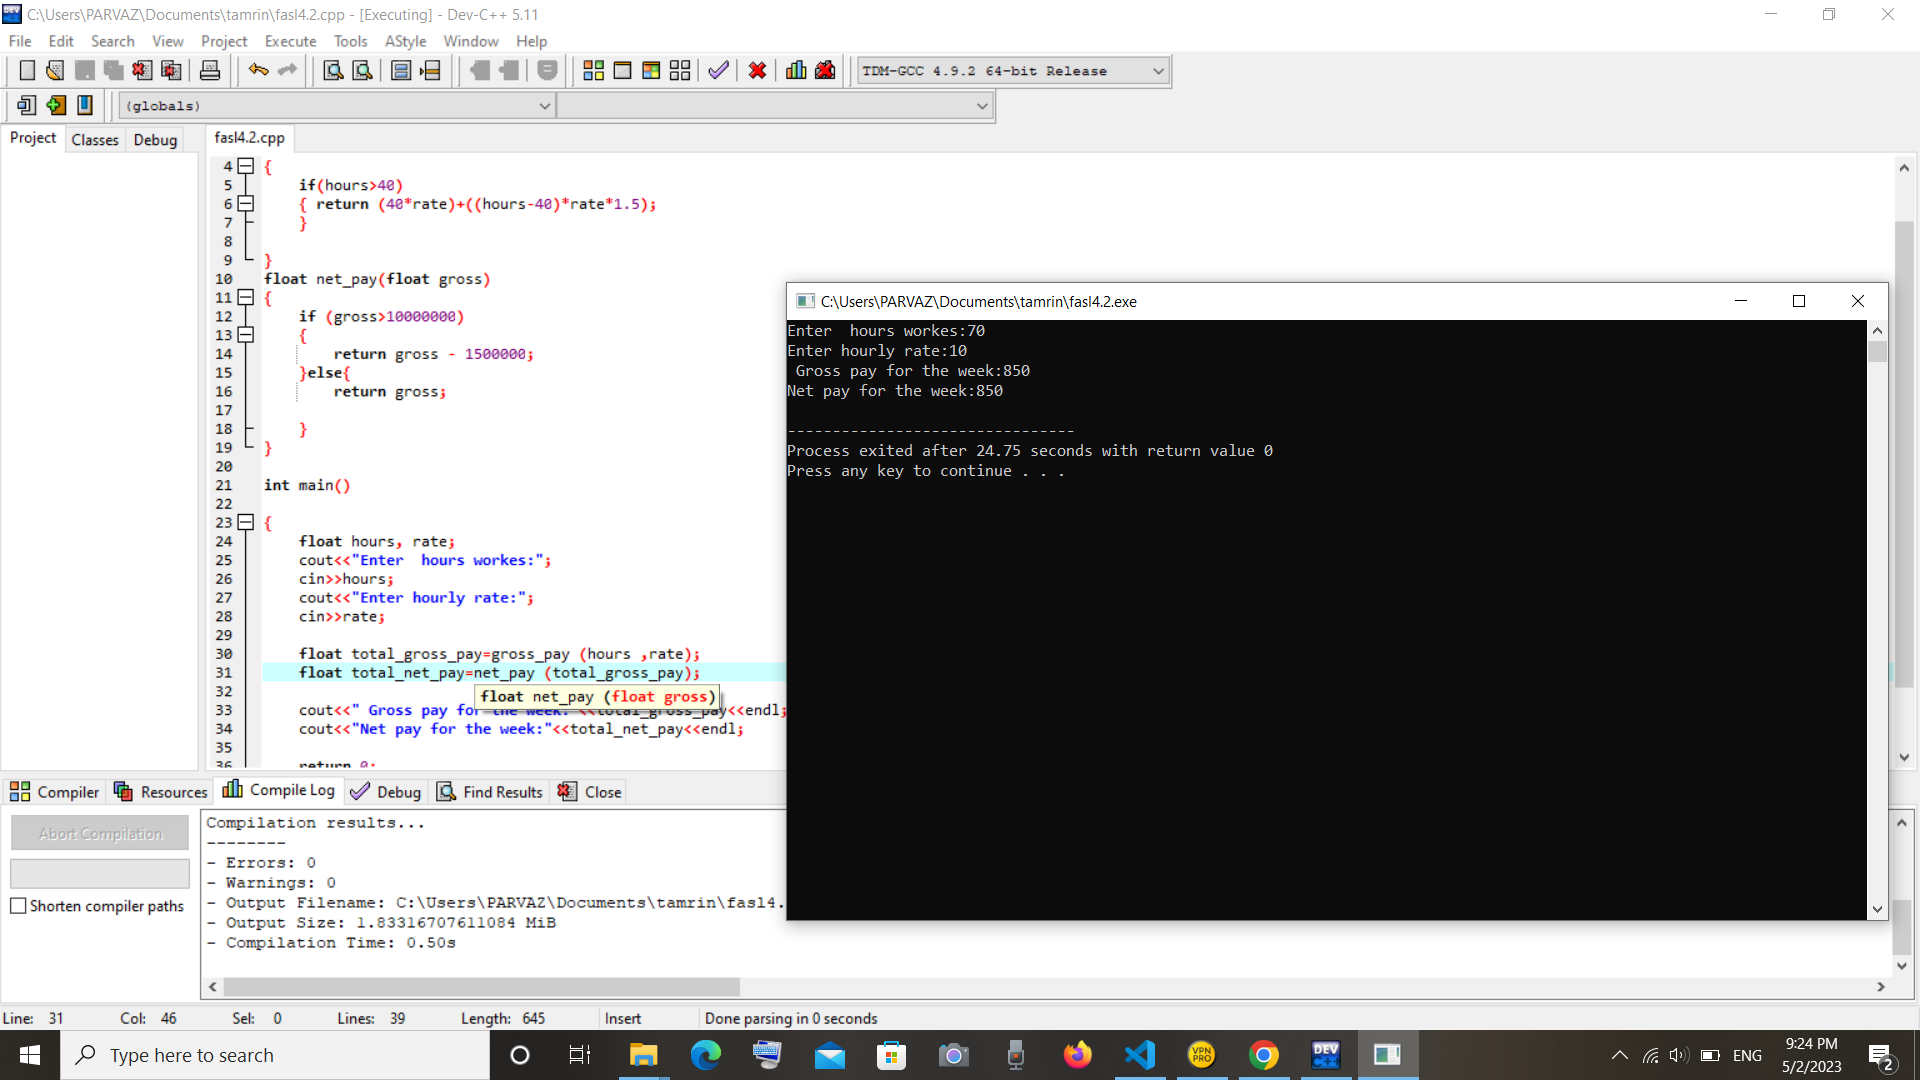 C:\Users\PARVAZ\Documents\tamrin\fasl4.2.cpp - [Executing] - Dev-C++ 5.11
File Edit Search View Project Execute Tools AStyle Window Help
TDM-GCC 4.9.2 64-bit Release
(globals)
Project Classes Debug
fasl4.2.cpp
4 {
5 if(hours>40)
6 { return (40*rate)+((hours-40)*rate*1.5);
7 }
8
9 }
10 float net_pay(float gross)
11 {
12 if (gross>10000000)
13 {
14 return gross - 1500000;
15 }else{
16 return gross;
17
18 }
19 }
20
21 int main()
22
23 {
24 float hours, rate;
25 cout<<"Enter  hours workes:";
26 cin>>hours;
27 cout<<"Enter hourly rate:";
28 cin>>rate;
29
30 float total_gross_pay=gross_pay (hours ,rate);
31 float total_net_pay=net_pay (total_gross_pay);
32
float net_pay (float gross)
33 cout<<" Gross pay for the week:"<<total_gross_pay<<endl;
34 cout<<"Net pay for the week:"<<total_net_pay<<endl;
35
36 return 0;
C:\Users\PARVAZ\Documents\tamrin\fasl4.2.exe
Enter  hours workes:70
Enter hourly rate:10
Gross pay for the week:850
Net pay for the week:850
--------------------------------
Process exited after 24.75 seconds with return value 0
Press any key to continue . . .
Compiler Resources Compile Log Debug Find Results Close
Abort Compilation
Shorten compiler paths
Compilation results...
--------
- Errors: 0
- Warnings: 0
- Output Filename: C:\Users\PARVAZ\Documents\tamrin\fasl4.
- Output Size: 1.83316707611084 MiB
- Compilation Time: 0.50s
Line: 31 Col: 46 Sel: 0 Lines: 39 Length: 645 Insert Done parsing in 0 seconds
Type here to search
VPN PRO
DEV C++
ENG
9:24 PM
5/2/2023
2